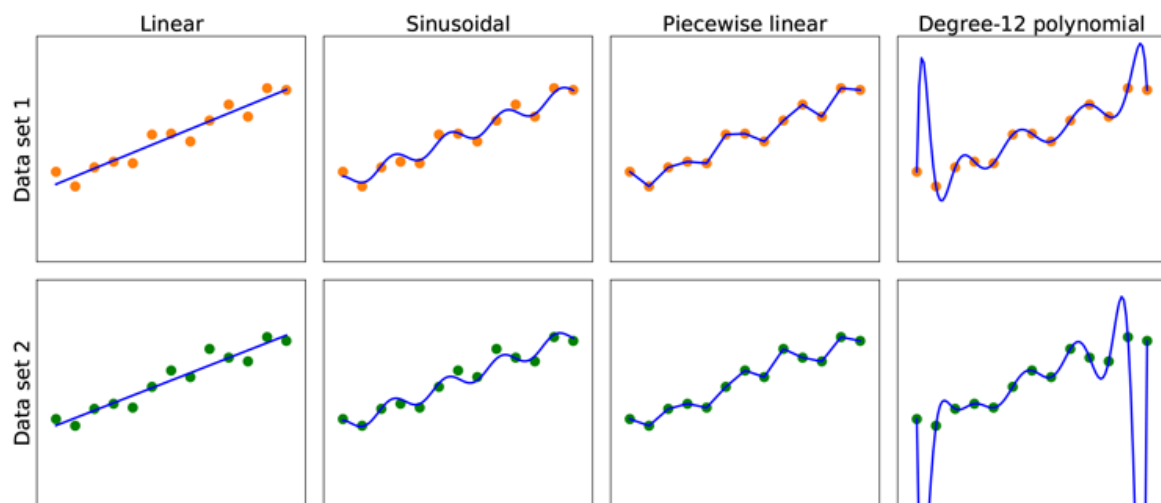 Linear
Sinusoidal
Piecewise linear
Degree-12 polynomial
Data set 1
Data set 2